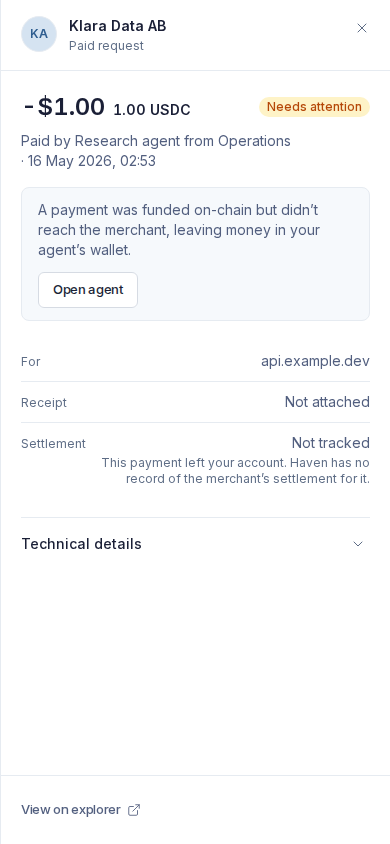 KA
Klara Data AB
Paid request
-$1.00 1.00 USDC
Needs attention
Paid by Research agent from Operations
· 16 May 2026, 02:53
A payment was funded on-chain but didn’t
reach the merchant, leaving money in your
agent’s wallet.
Open agent
For
api.example.dev
Receipt
Not attached
Settlement
Not tracked
This payment left your account. Haven has no
record of the merchant’s settlement for it.
Technical details
View on explorer